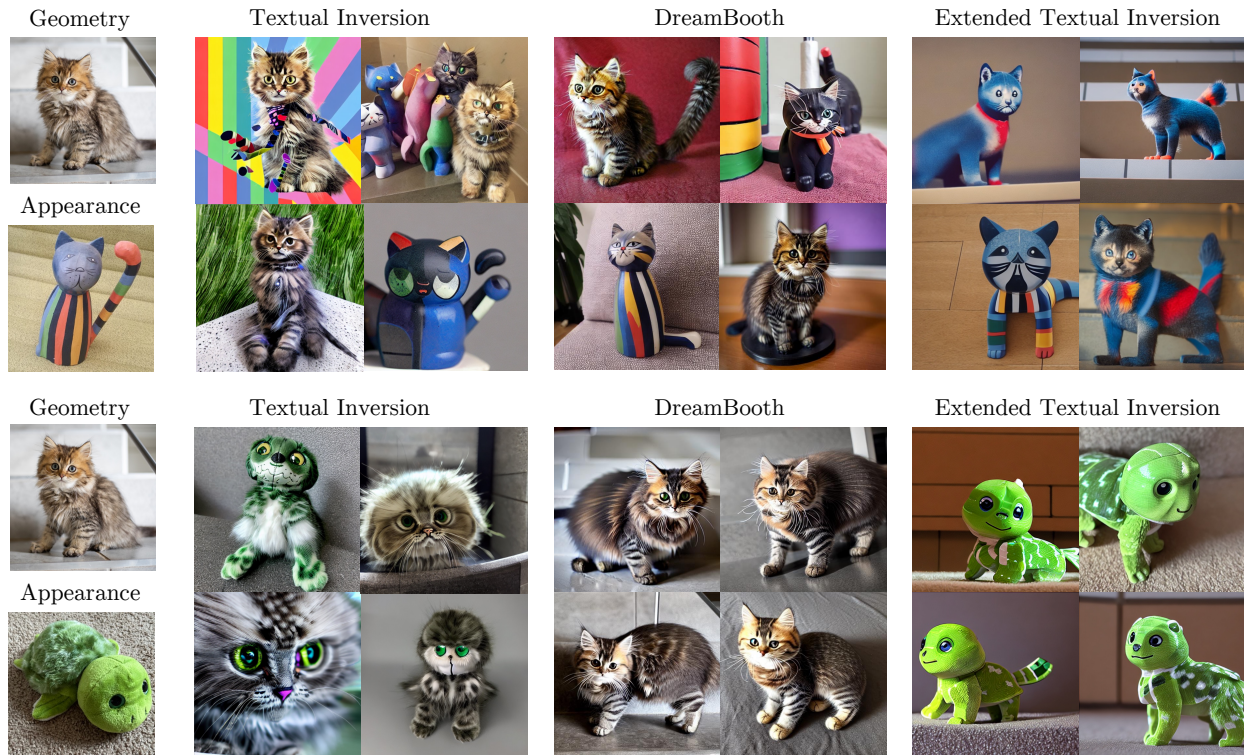 Geometry
Textual Inversion
DreamBooth
Extended Textual Inversion
Appearance
Geometry
Textual Inversion
DreamBooth
Extended Textual Inversion
Appearance